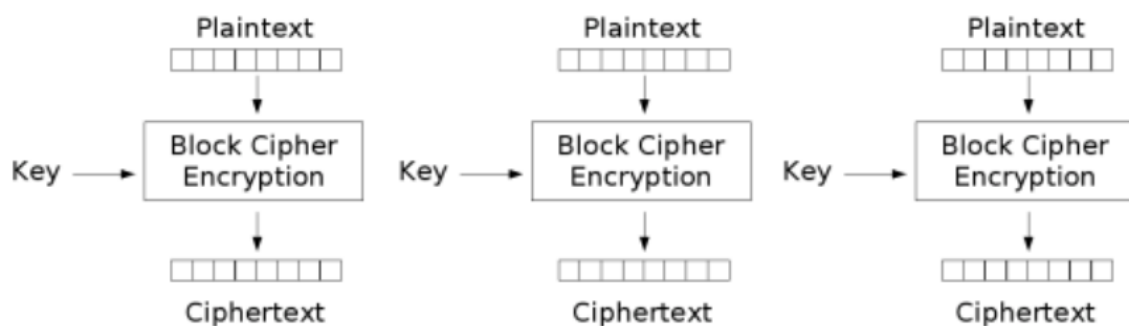 Plaintext Plaintext Plaintext
Key Block Cipher Encryption Key Block Cipher Encryption Key Block Cipher Encryption
Ciphertext Ciphertext Ciphertext